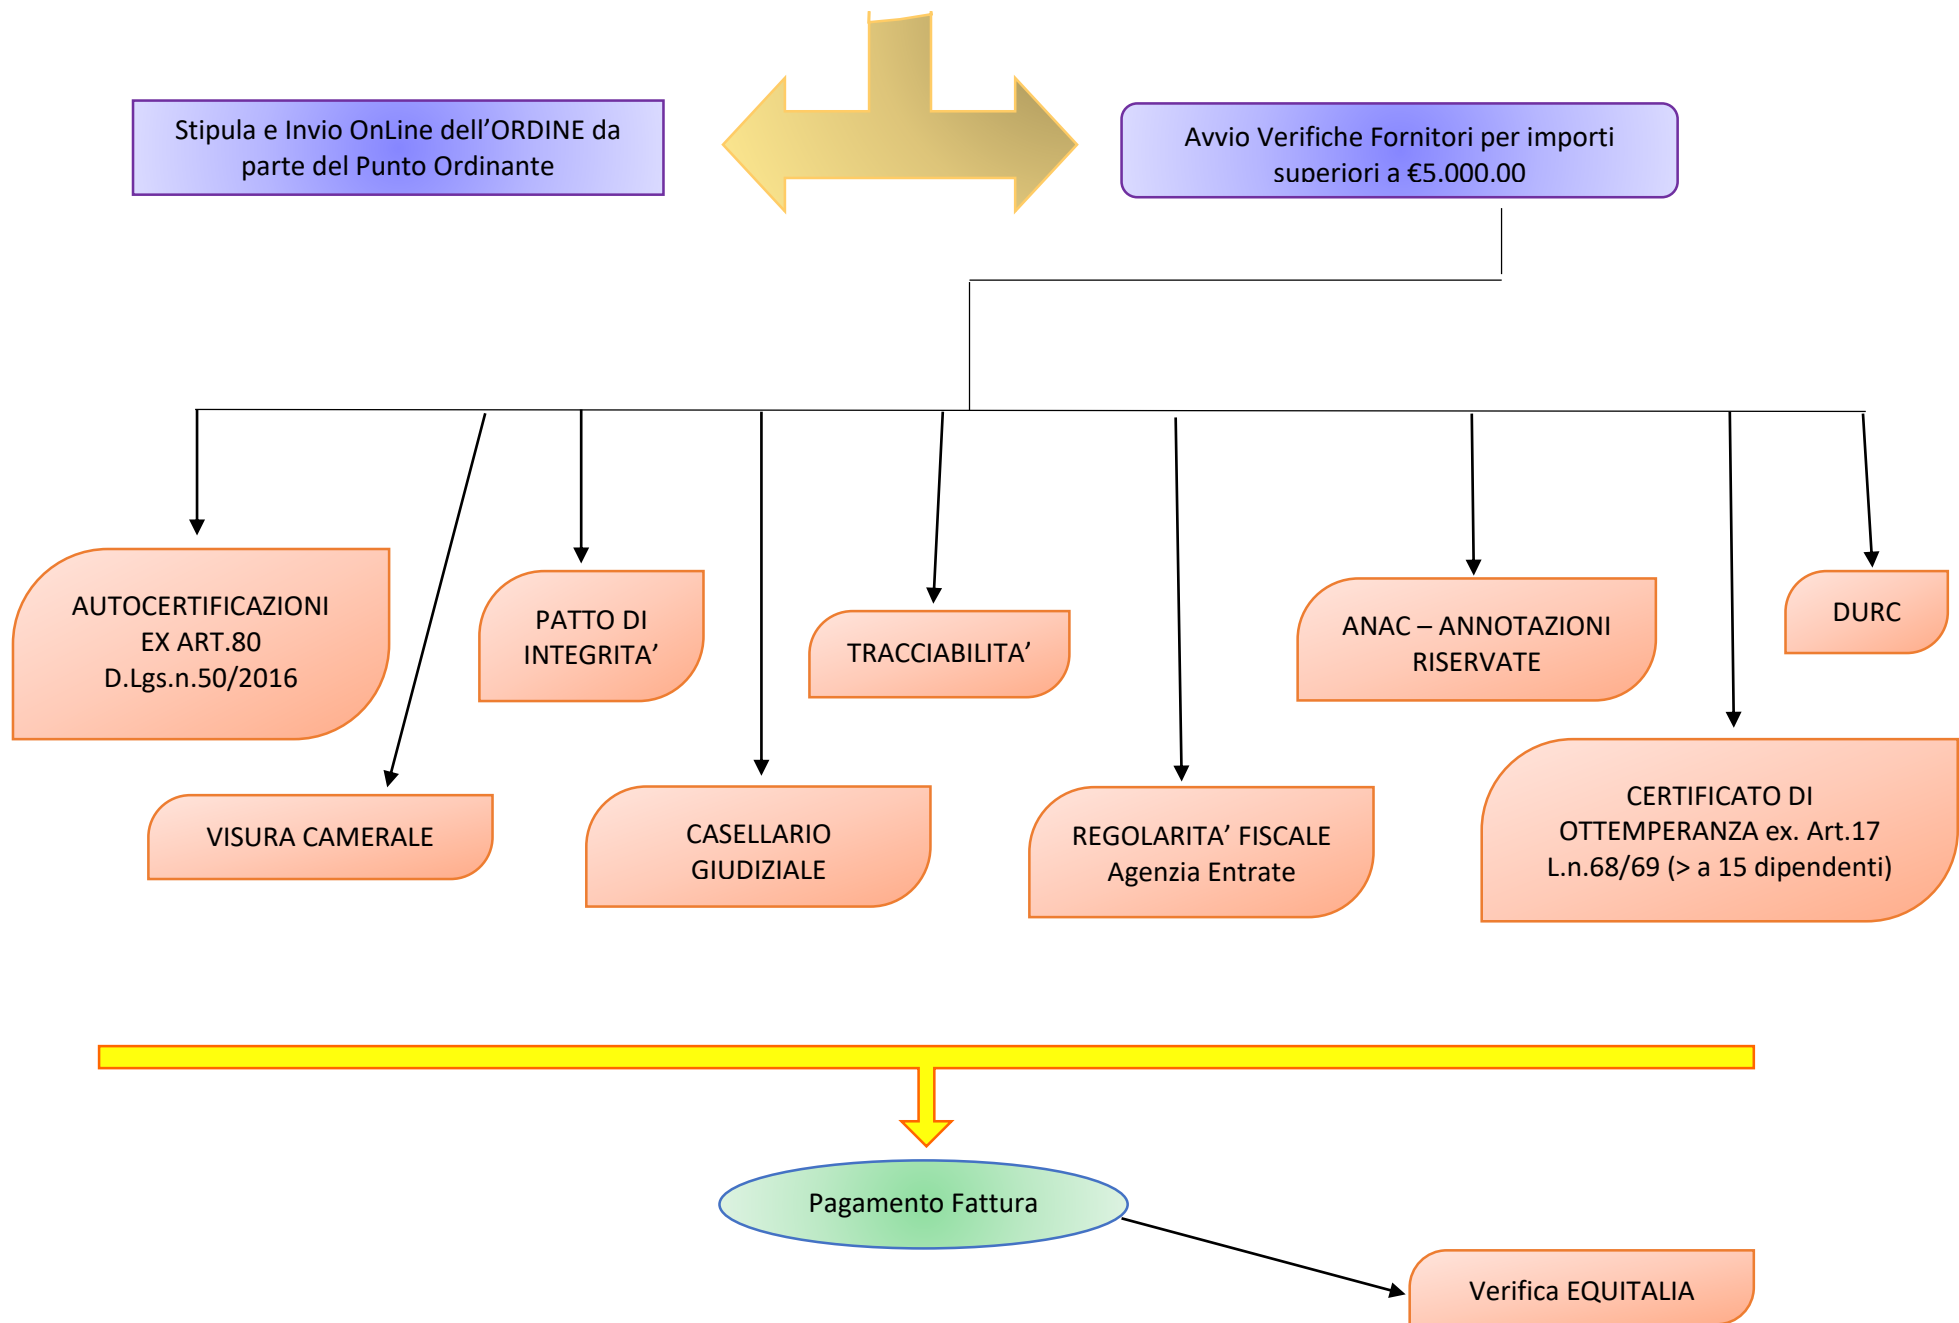 Stipula e Invio OnLine dell’ORDINE da
parte del Punto Ordinante
Avvio Verifiche Fornitori per importi
superiori a €5.000.00
AUTOCERTIFICAZIONI
EX ART.80
D.Lgs.n.50/2016
PATTO DI
INTEGRITA’
TRACCIABILITA’
ANAC – ANNOTAZIONI
RISERVATE
DURC
VISURA CAMERALE
CASELLARIO
GIUDIZIALE
REGOLARITA’ FISCALE
Agenzia Entrate
CERTIFICATO DI
OTTEMPERANZA ex. Art.17
L.n.68/69 (> a 15 dipendenti)
Pagamento Fattura
Verifica EQUITALIA